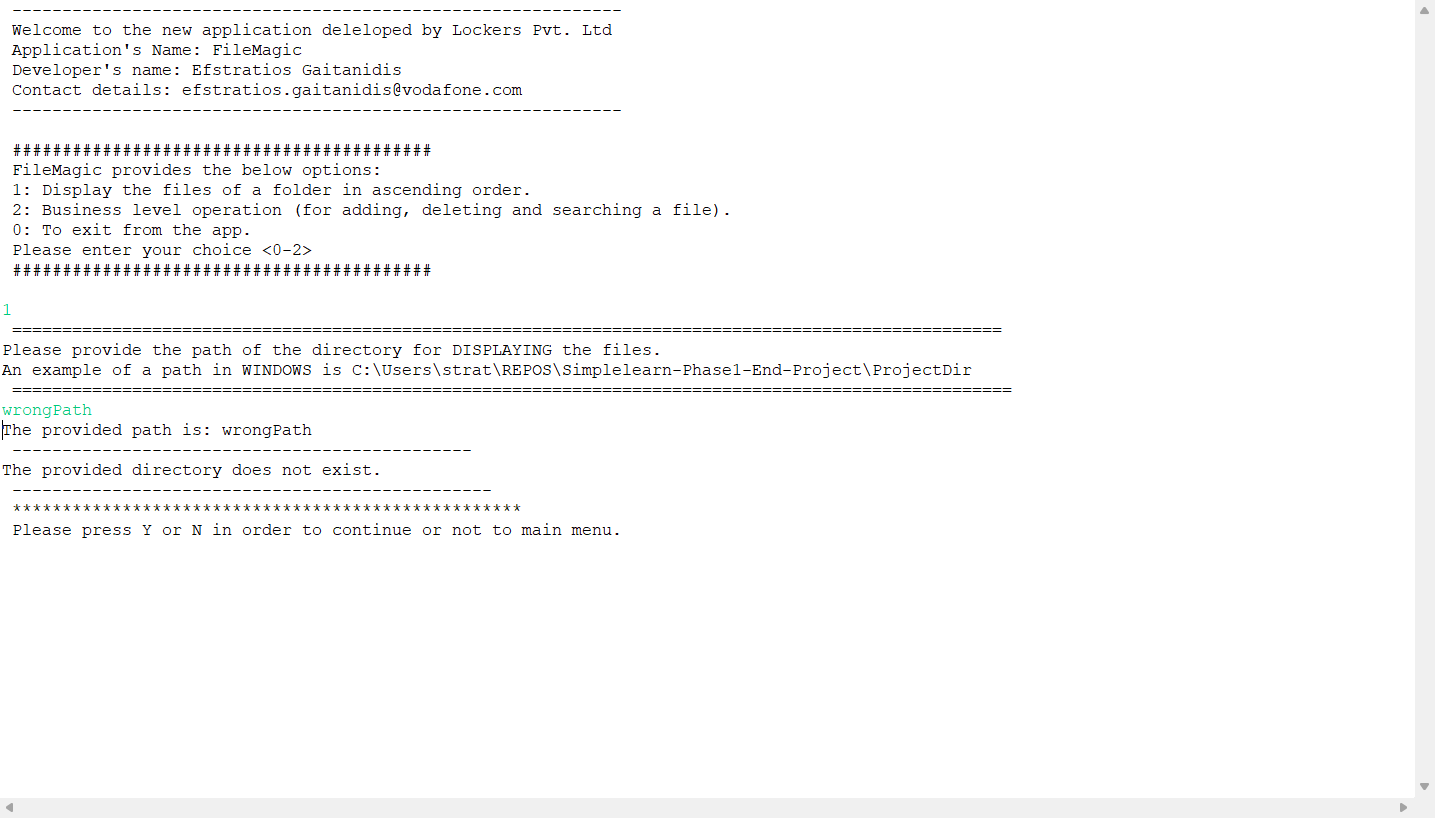 -------------------------------------------------------------
Welcome to the new application deleloped by Lockers Pvt. Ltd
Application's Name: FileMagic
Developer's name: Efstratios Gaitanidis
Contact details: efstratios.gaitanidis@vodafone.com
-------------------------------------------------------------
##########################################
FileMagic provides the below options:
1: Display the files of a folder in ascending order.
2: Business level operation (for adding, deleting and searching a file).
0: To exit from the app.
Please enter your choice <0-2>
##########################################
1
===================================================================================================
Please provide the path of the directory for DISPLAYING the files.
An example of a path in WINDOWS is C:\Users\strat\REPOS\Simplelearn-Phase1-End-Project\ProjectDir
====================================================================================================
wrongPath
The provided path is: wrongPath
----------------------------------------------
The provided directory does not exist.
------------------------------------------------
***************************************************
Please press Y or N in order to continue or not to main menu.